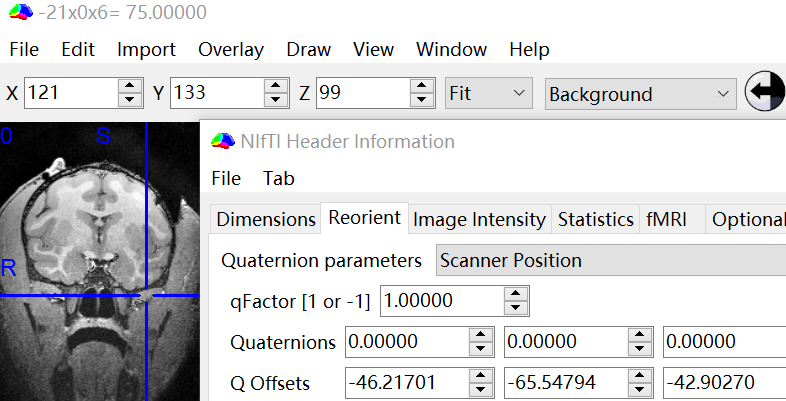 -21x0x6= 75.00000
File Edit Import Overlay Draw View Window Help
X 121 Y 133 Z 99 Fit Background
0 S
NIfTI Header Information
File Tab
Dimensions Reorient Image Intensity Statistics fMRI Optional
R
Quaternion parameters Scanner Position
qFactor [1 or -1] 1.00000
Quaternions 0.00000 0.00000 0.00000
Q Offsets -46.21701 -65.54794 -42.90270